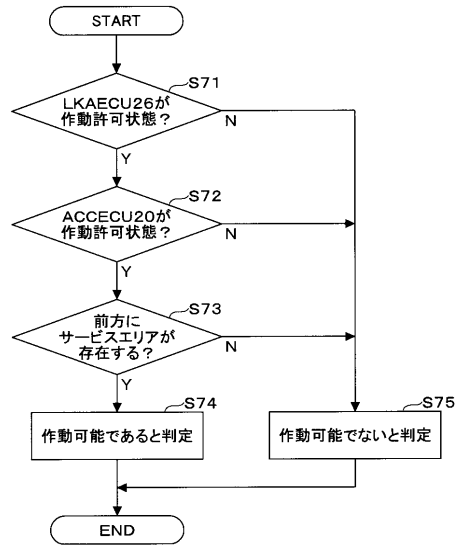 START
S71
LKAECU26が
作動許可状態？
N
Y
S72
ACCECU20が
作動許可状態？
N
Y
S73
前方に
サービスエリアが
存在する？
N
Y
S74
作動可能であると判定
S75
作動可能でないと判定
END